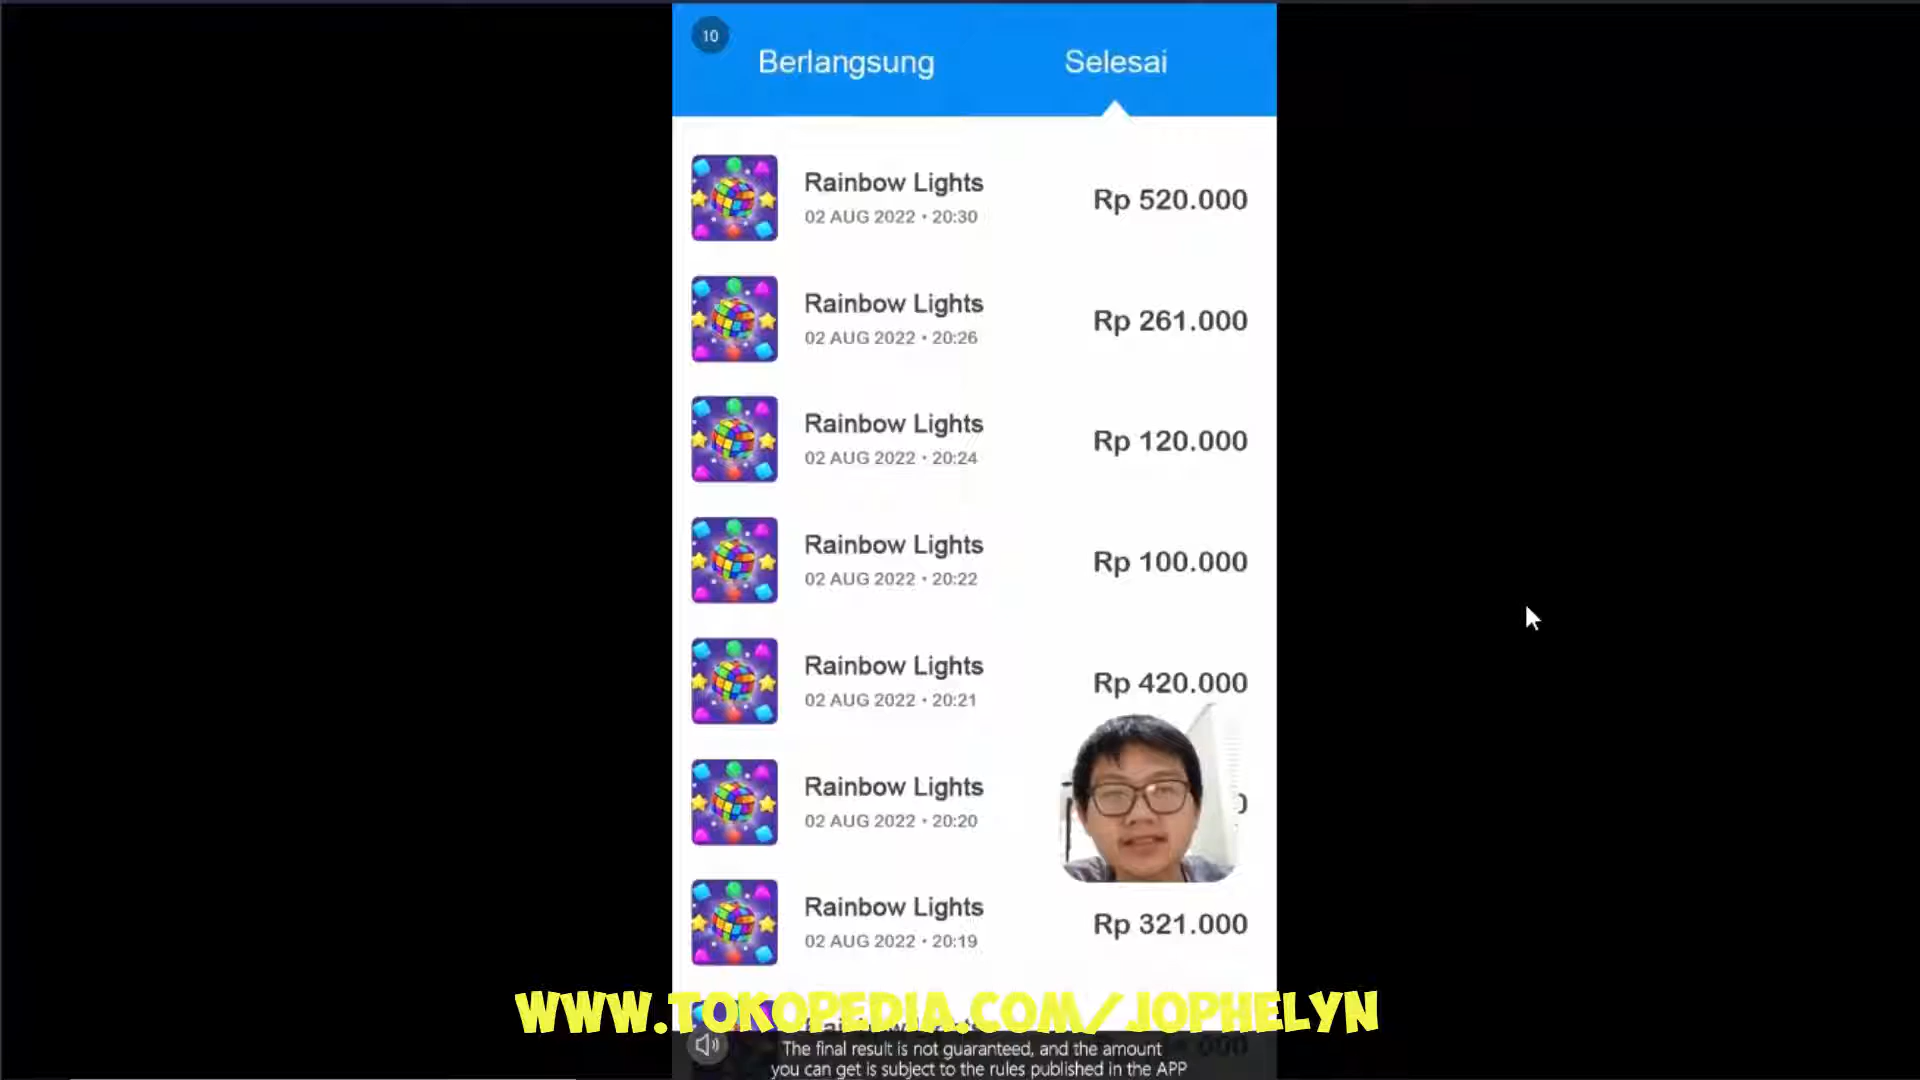 10
Berlangsung
Selesai
Rainbow Lights
02 AUG 2022 • 20:30
Rp 520.000
Rainbow Lights
02 AUG 2022 • 20:26
Rp 261.000
Rainbow Lights
02 AUG 2022 • 20:24
Rp 120.000
Rainbow Lights
02 AUG 2022 • 20:22
Rp 100.000
Rainbow Lights
02 AUG 2022 • 20:21
Rp 420.000
Rainbow Lights
02 AUG 2022 • 20:20
Rainbow Lights
02 AUG 2022 • 20:19
Rp 321.000
WWW.TOKOPEDIA.COM/JOPHELYN
The final result is not guaranteed, and the amount
you can get is subject to the rules published in the APP